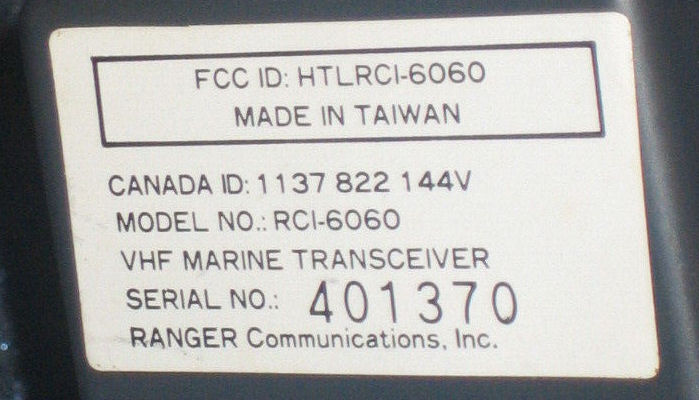 FCC ID: HTLRCI-6060
MADE IN TAIWAN
CANADA ID: 1137 822 144V
MODEL NO.: RCI-6060
VHF MARINE TRANSCEIVER
SERIAL NO.: 401370
RANGER Communications, Inc.